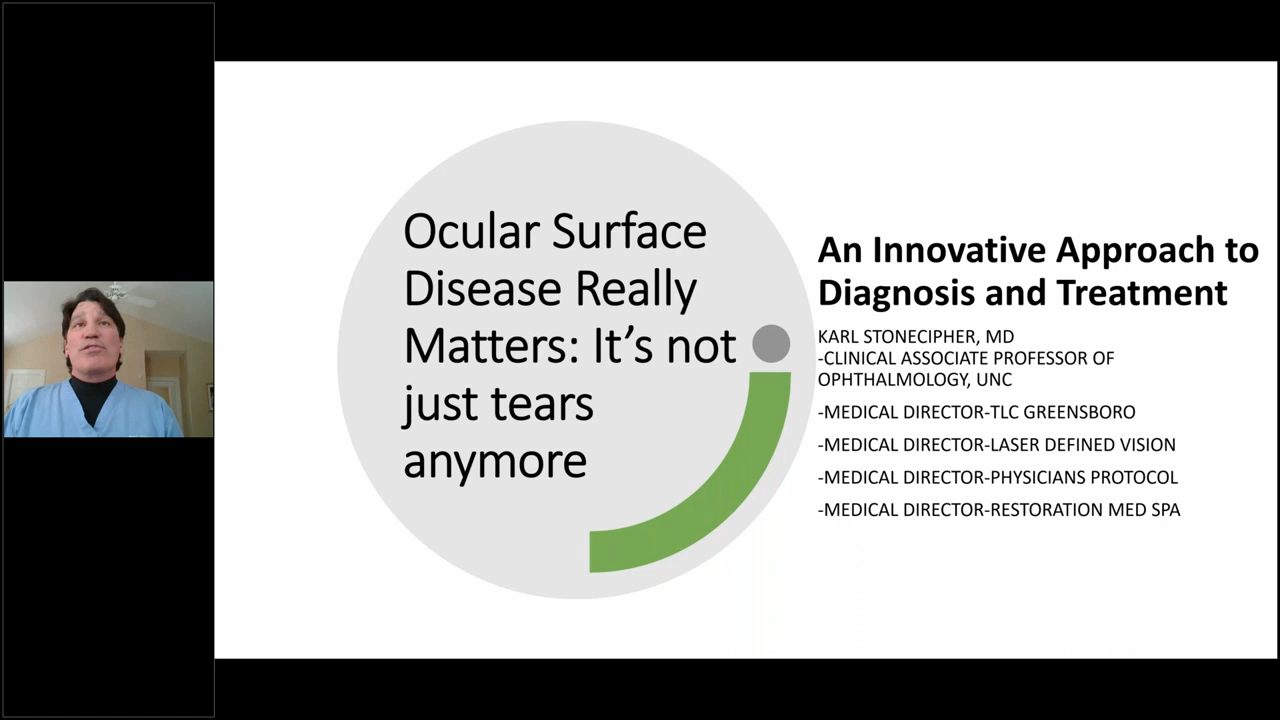 Ocular Surface
Disease Really
Matters: It’s not
just tears
anymore
An Innovative Approach to
Diagnosis and Treatment
KARL STONECIPHER, MD
-CLINICAL ASSOCIATE PROFESSOR OF
OPHTHALMOLOGY, UNC
-MEDICAL DIRECTOR-TLC GREENSBORO
-MEDICAL DIRECTOR-LASER DEFINED VISION
-MEDICAL DIRECTOR-PHYSICIANS PROTOCOL
-MEDICAL DIRECTOR-RESTORATION MED SPA